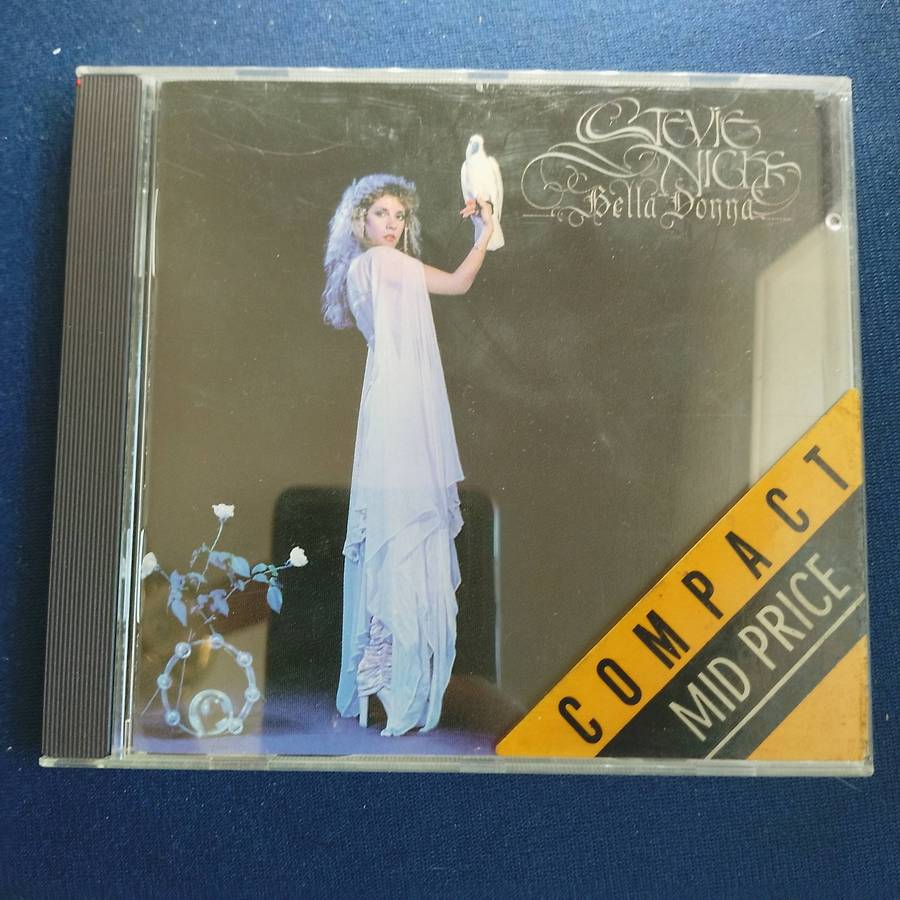 STEVIE
NICKS
Bella Donna
COMPACT
MID PRICE